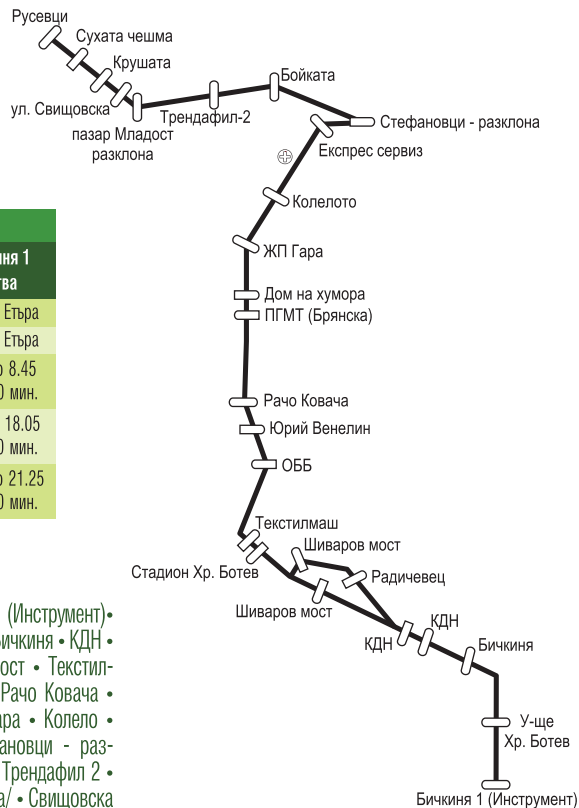 Русевци
Сухата чешма
Крушата
ул. Свищовска
пазар Младост
разклона
Трендафил-2
Бойката
Стефановци - разклона
Експрес сервиз
Колелото
ЖП Гара
Дом на хумора
ПГМТ (Брянска)
Рачо Ковача
Юрий Венелин
ОББ
Текстилмаш
Стадион Хр. Ботев
Шиваров мост
Радичевец
Шиваров мост
КДН
КДН
Бичкиня
У-ще
Хр. Ботев
Бичкиня 1 (Инструмент)
1
Етъра
Етъра
8.45
мин.
18.05
мин.
21.25
мин.
(Инструмент)•
• КДН •
• Текстил-
Рачо Ковача •
• Колело •
- раз-
Трендафил 2 •
• Свищовска